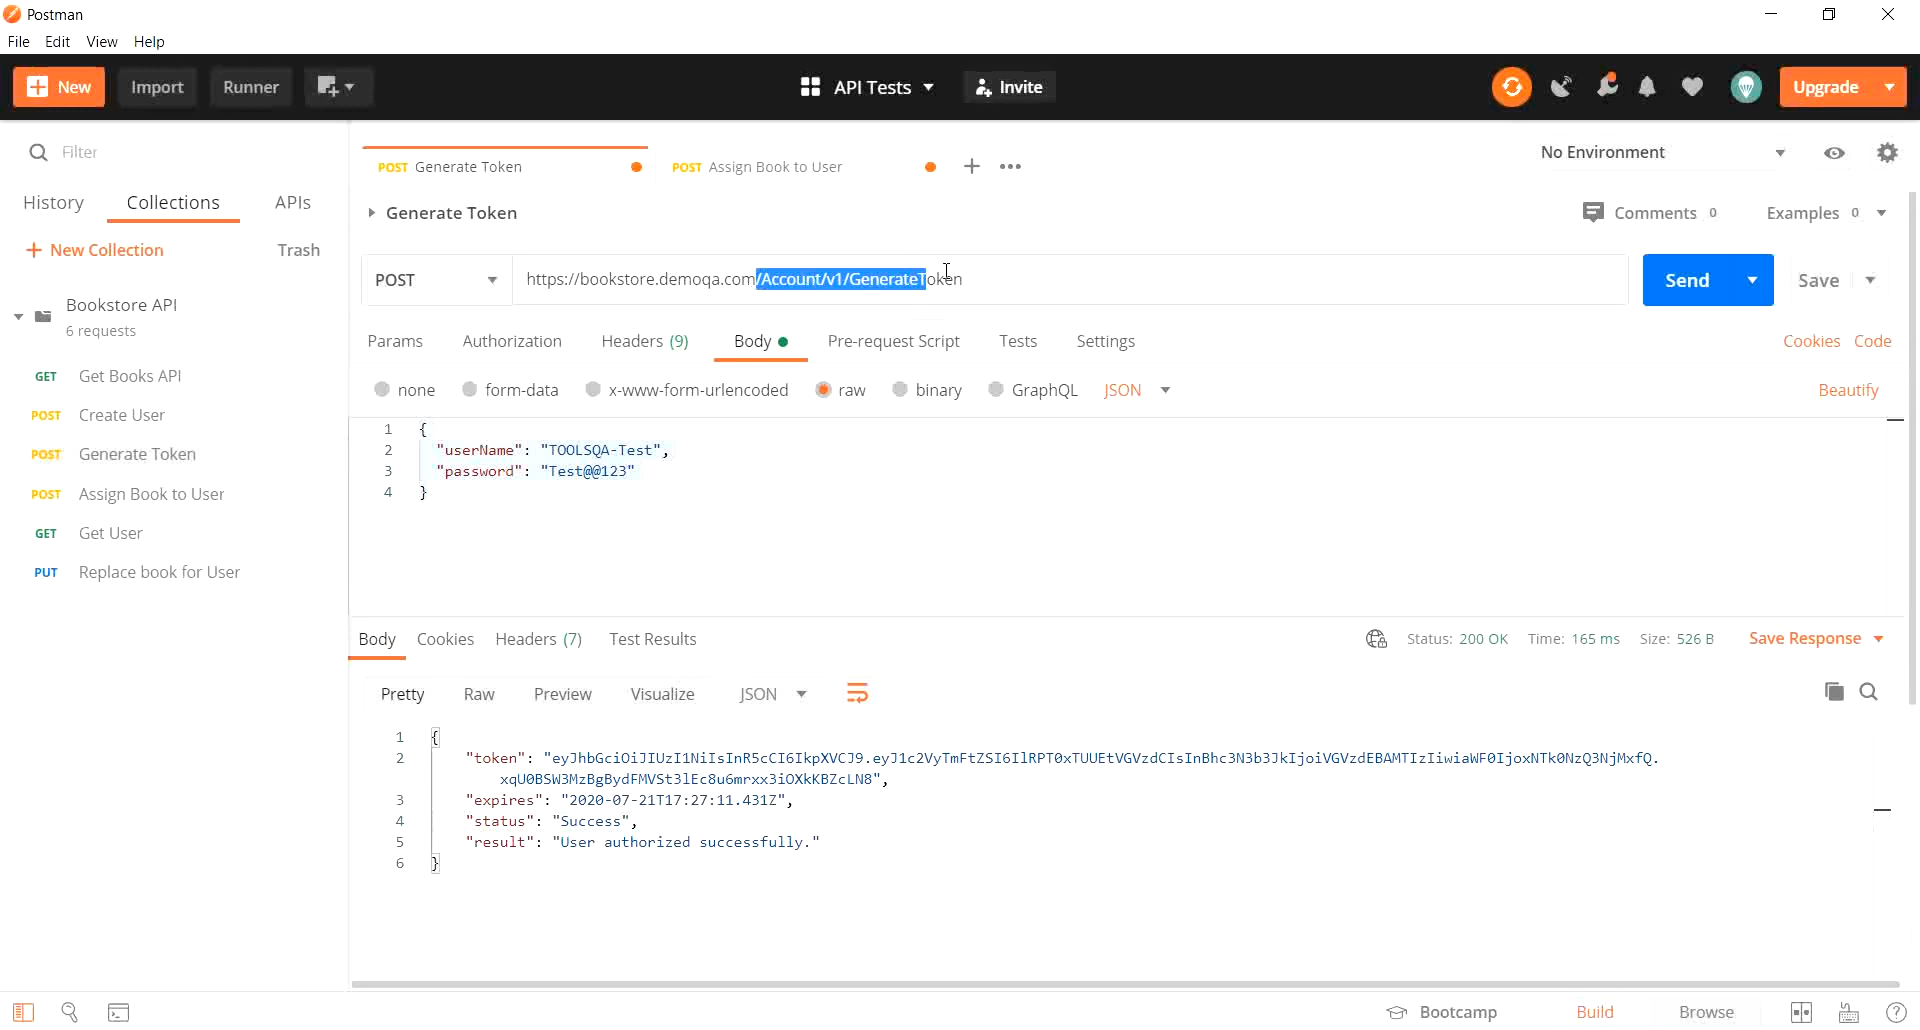 Postman
File Edit View Help
New Import Runner API Tests Invite Upgrade
Filter
History Collections APIs
New Collection Trash
Bookstore API
6 requests
GET Get Books API
POST Create User
POST Generate Token
POST Assign Book to User
GET Get User
PUT Replace book for User
POST Generate Token POST Assign Book to User No Environment
Generate Token Comments 0 Examples 0
POST https://bookstore.demoqa.com/Account/v1/GenerateToken Send Save
Params Authorization Headers (9) Body Pre-request Script Tests Settings Cookies Code
none form-data x-www-form-urlencoded raw binary GraphQL JSON Beautify
1 {
2 "userName": "TOOLSQA-Test",
3 "password": "Test@@123"
4 }
Body Cookies Headers (7) Test Results Status: 200 OK Time: 165 ms Size: 526 B Save Response
Pretty Raw Preview Visualize JSON
1 {
2 "token": "eyJhbGciOiJIUzI1NiIsInR5cCI6IkpXVCJ9.eyJ1c2VyTmFtZSI6IlRPT0xTUUEtVGVzdCIsInBhc3N3b3JkIjoiVGVzdEBAMTIzIiwiaWF0IjoxNTk0NzQ3NjMxfQ.
xqU0BSW3MzBgBydFMVSt3lEc8u6mrxx3iOXkKBZcLN8",
3 "expires": "2020-07-21T17:27:11.431Z",
4 "status": "Success",
5 "result": "User authorized successfully."
6 }
Bootcamp Build Browse